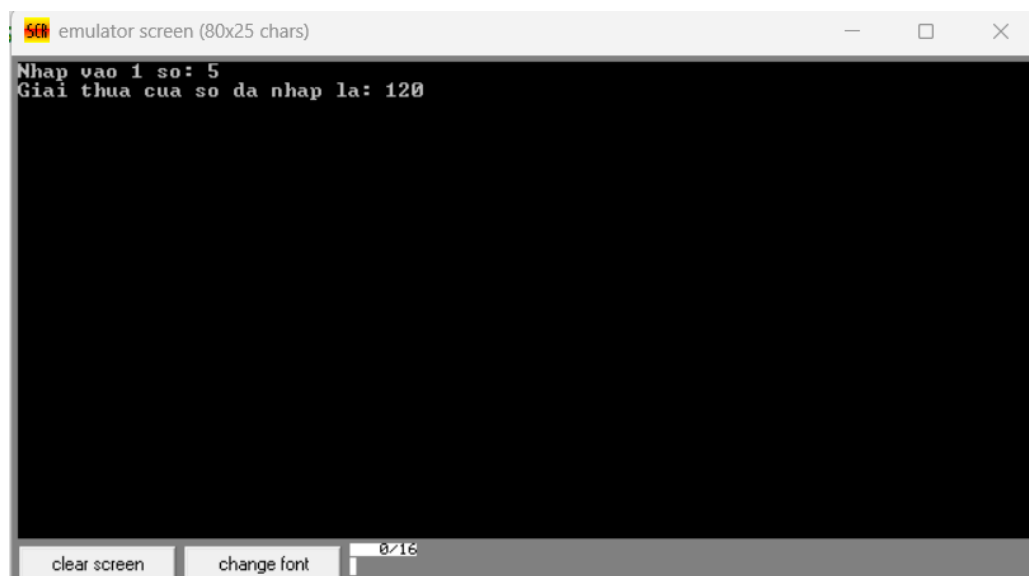 SCR emulator screen (80x25 chars)
Nhap vao 1 so: 5
Giai thua cua so da nhap la: 120
clear screen change font 0/16